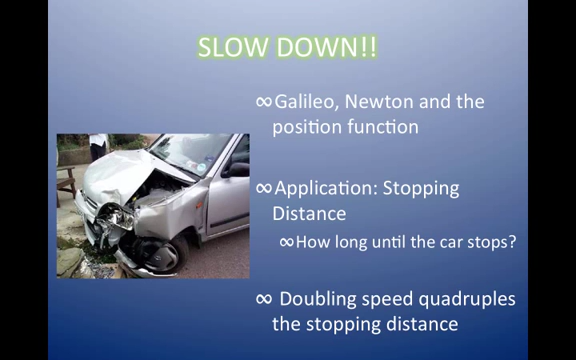 SLOW DOWN!!
∞Galileo, Newton and the
position function
∞Application: Stopping
Distance
∞How long until the car stops?
∞ Doubling speed quadruples
the stopping distance